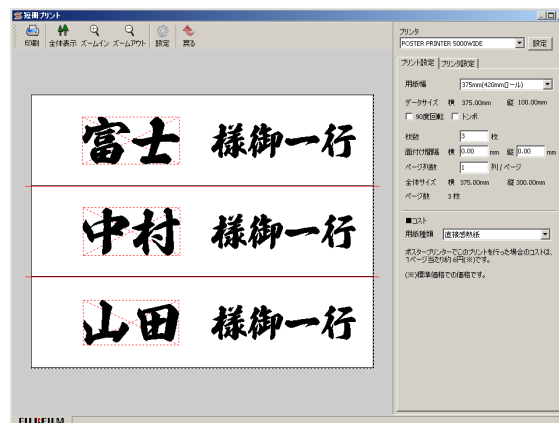 短冊プリント
印刷 全体表示 ズームイン ズームアウト 設定 戻る
富士 様御一行
中村 様御一行
山田 様御一行
プリンタ
POSTER PRINTER 5000WIDE 設定
プリント設定 プリンタ設定
用紙幅 375mm(420mmロール)
データサイズ 横 375.00mm 縦 100.00mm
90度回転 トンボ
枚数 3 枚
面付け間隔 横 0.00 mm 縦 0.00 mm
ページ列数 1 列/ページ
全体サイズ 横 375.00mm 縦 300.00mm
ページ数 3枚
■コスト
用紙種類 直接感熱紙
ポスタープリンターでこのプリントを行った場合のコストは、
1ページ当たり約 6円(※)です。
(※)標準価格での価格です。
FUJIFILM